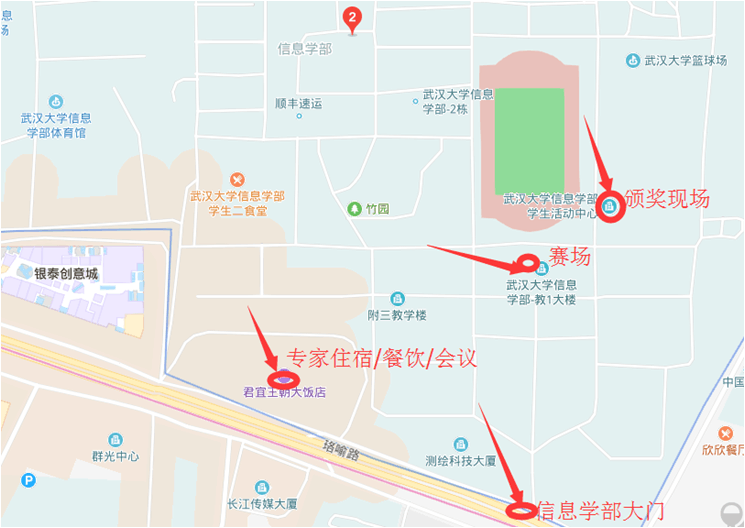 信息
场
2
信息学部
武汉大学篮球场
顺丰速运
武汉大学信息
学部-2栋
武汉大学信息
学部体育馆
武汉大学信息学部
学生二食堂
竹园
武汉大学信息学部
学生活动中心
颁奖现场
赛场
武汉大学信息
学部-教1大楼
银泰创意城
附三教学楼
专家住宿/餐饮/会议
君宜王朝大饭店
中国
珞喻路
群光中心
测绘科技大厦
欣欣餐厅
P
长江传媒大厦
信息学部大门